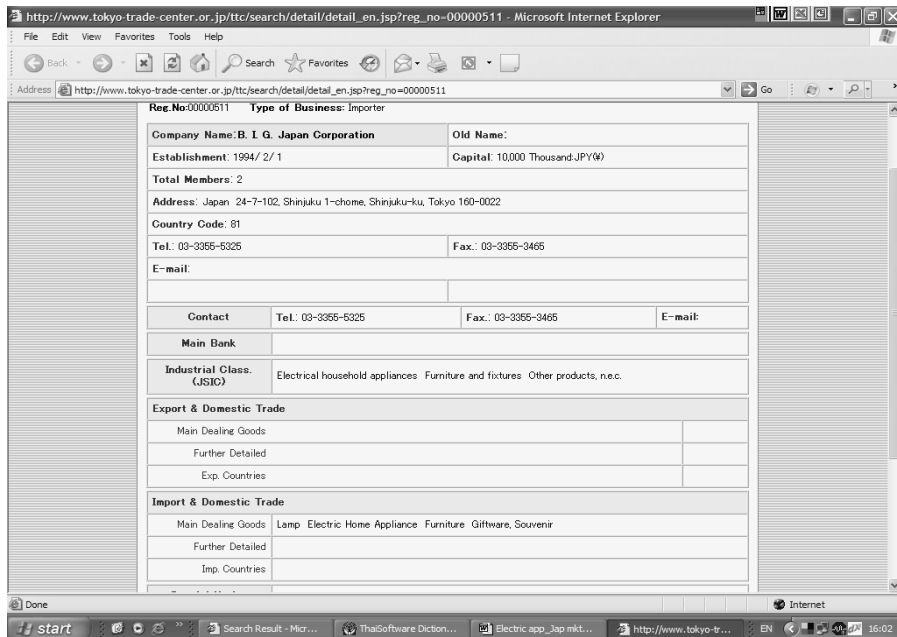 http://www.tokyo-trade-center.or.jp/ttc/search/detail/detail_en.jsp?reg_no=00000511 - Microsoft Internet Explorer
File Edit View Favorites Tools Help
Back Search Favorites
Address http://www.tokyo-trade-center.or.jp/ttc/search/detail/detail_en.jsp?reg_no=00000511 Go
Reg.No:00000511 Type of Business: Importer
Company Name:B. I. G. Japan Corporation Old Name:
Establishment: 1994/ 2/ 1 Capital: 10,000 Thousand:JPY(¥)
Total Members: 2
Address: Japan 24-7-102, Shinjuku 1-chome, Shinjuku-ku, Tokyo 160-0022
Country Code: 81
Tel.: 03-3355-5325 Fax.: 03-3355-3465
E-mail:
Contact Tel.: 03-3355-5325 Fax.: 03-3355-3465 E-mail:
Main Bank
Industrial Class. (JSIC) Electrical household appliances Furniture and fixtures Other products, n.e.c.
Export & Domestic Trade
Main Dealing Goods
Further Detailed
Exp. Countries
Import & Domestic Trade
Main Dealing Goods Lamp Electric Home Appliance Furniture Giftware, Souvenir
Further Detailed
Imp. Countries
Done Internet
start Search Result - Micr... ThaiSoftware Diction... Electric app_Jap mkt... http://www.tokyo-tr... EN 16:02